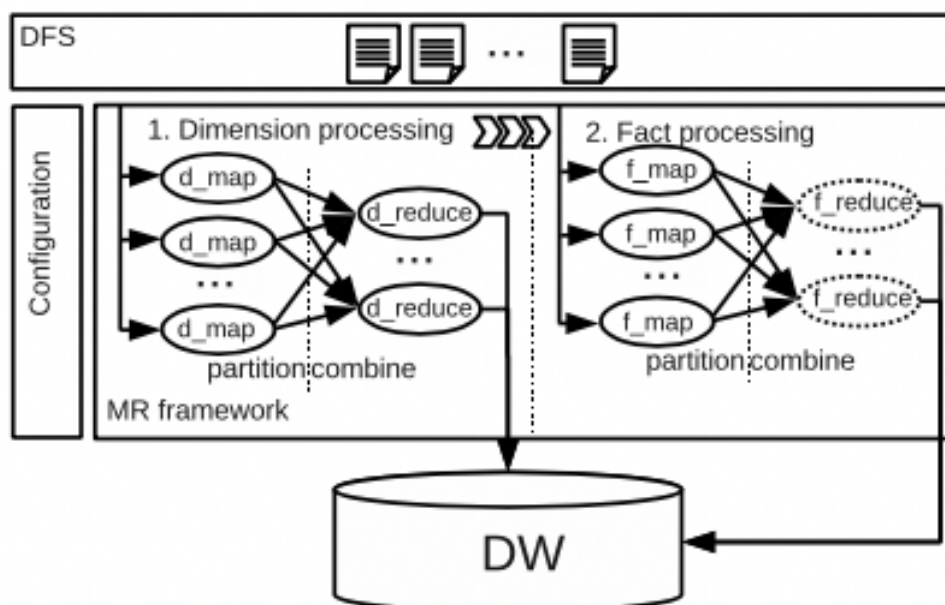 DFS
...
Configuration
1. Dimension processing
d_map
d_map
...
d_map
d_reduce
...
d_reduce
partition combine
2. Fact processing
f_map
f_map
...
f_map
f_reduce
...
f_reduce
partition combine
MR framework
DW